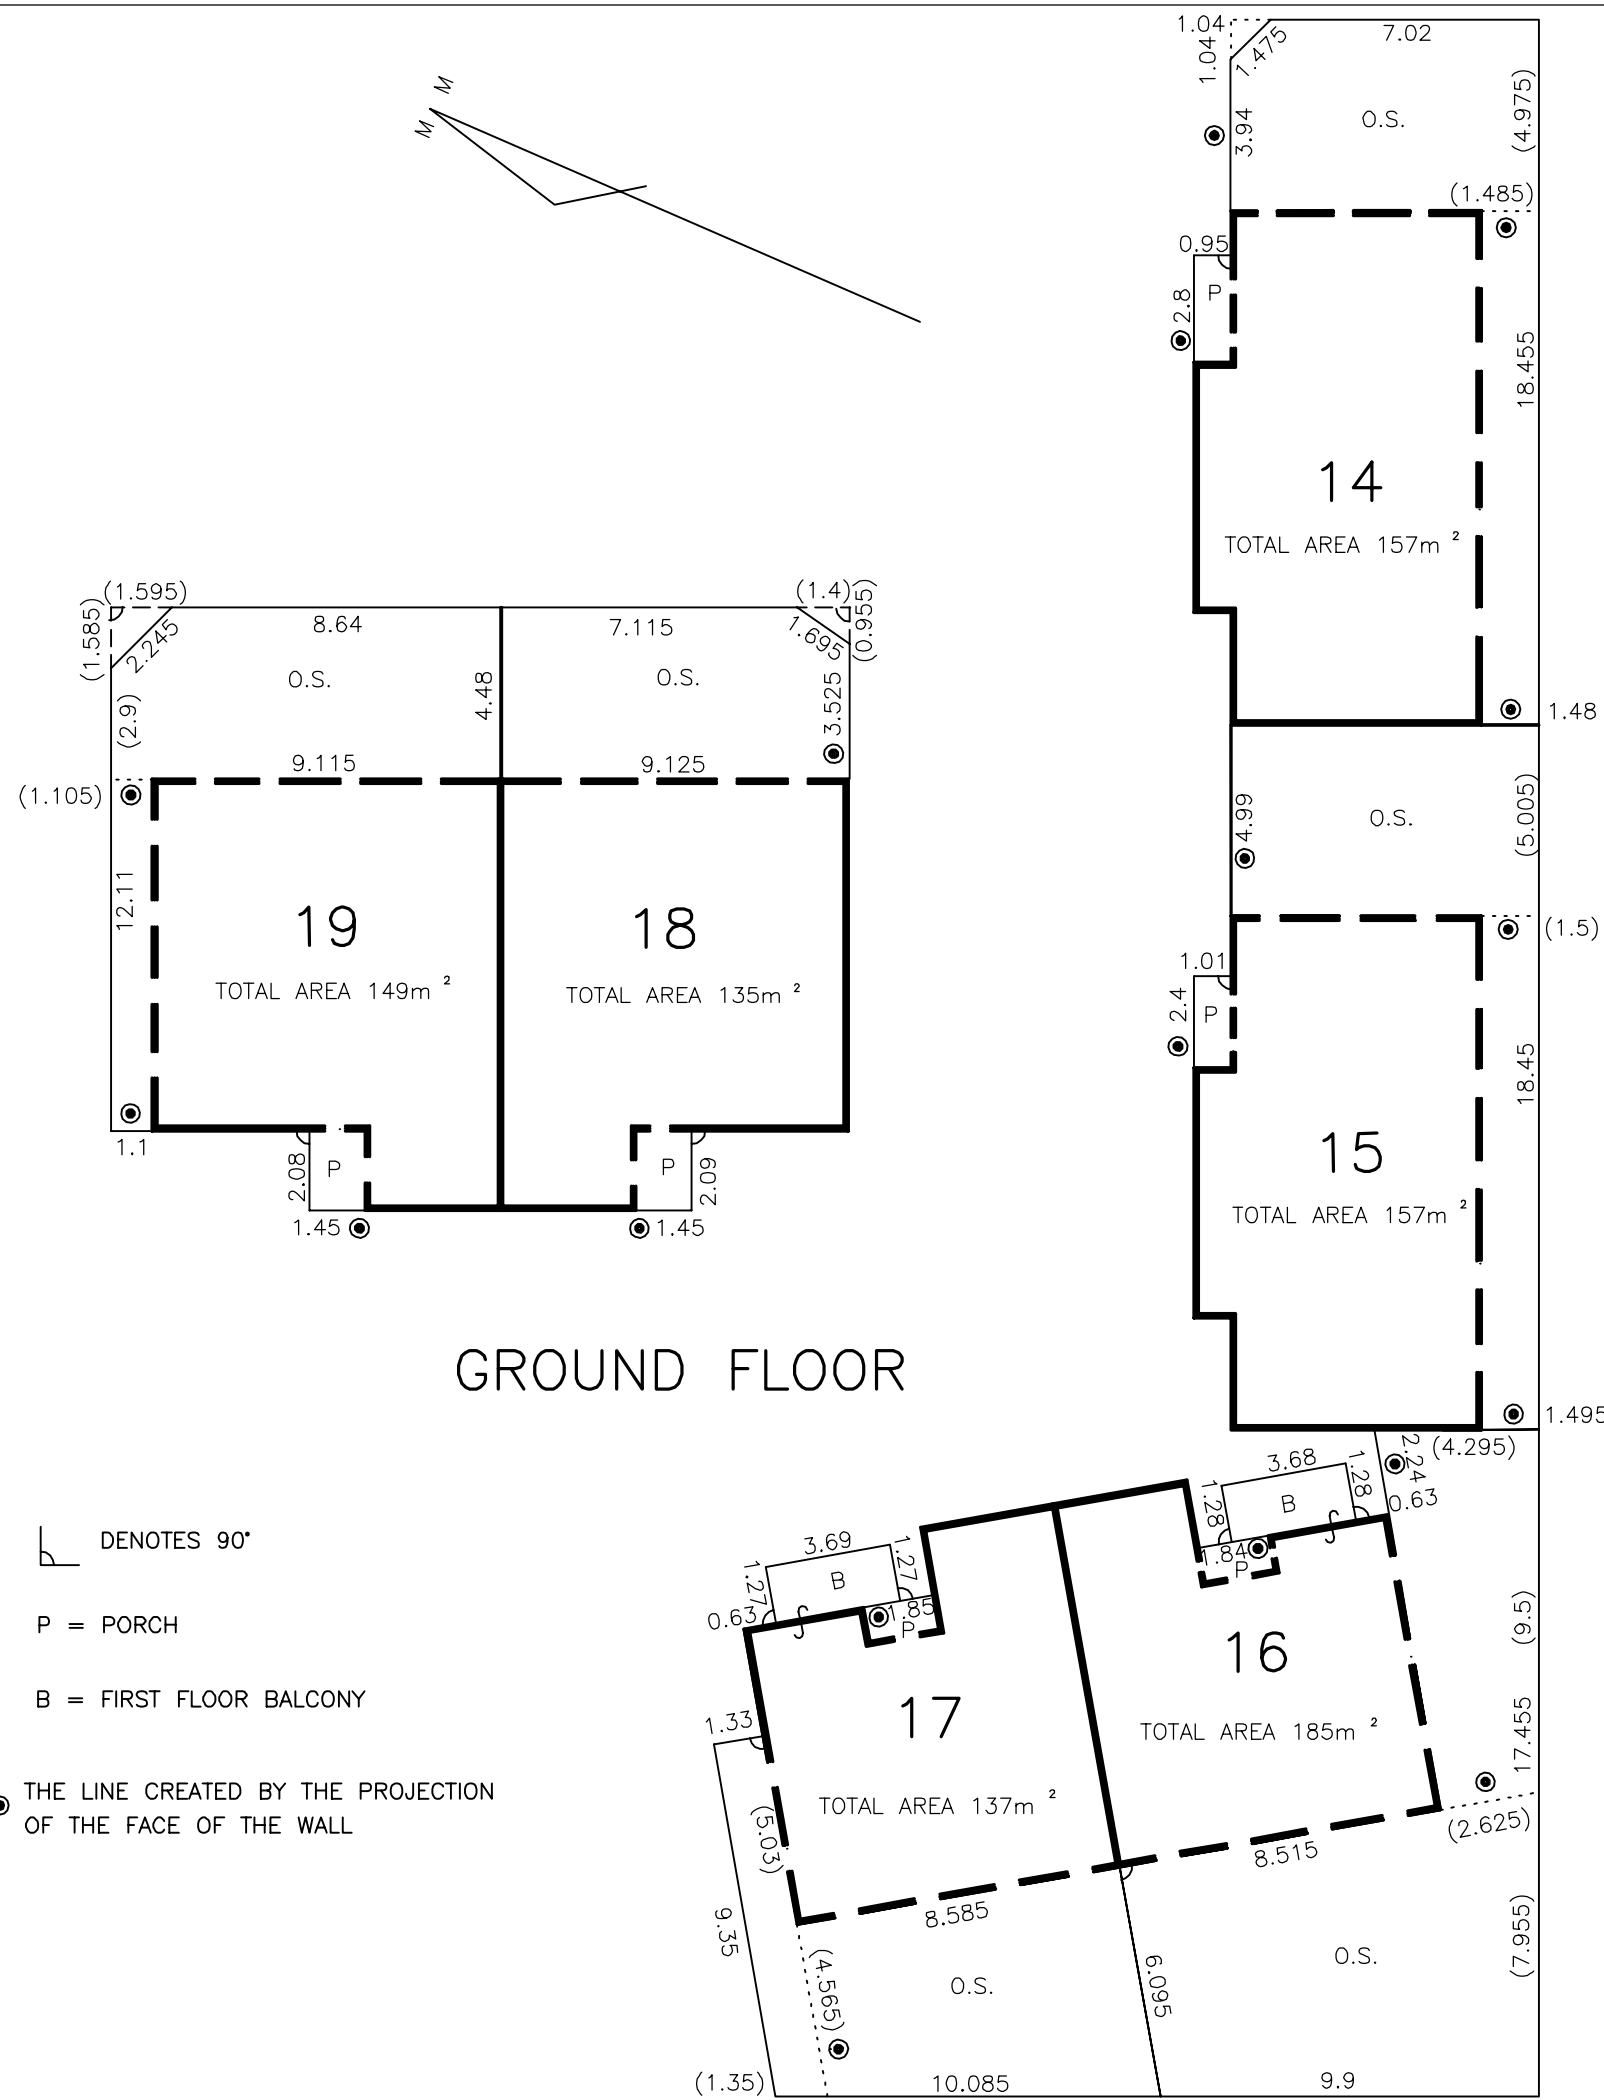 1.04
7.02
1.04
1.475
(4.975)
3.94
O.S.
M
M
(1.485)
0.95
P
2.8
18.455
14
TOTAL AREA 157m ²
1.48
(1.595)
(1.585)
2.245
8.64
7.115
(1.4)
(0.955)
1.695
O.S.
4.48
O.S.
3.525
(2.9)
9.115
9.125
(1.105)
12.11
19
TOTAL AREA 149m ²
18
TOTAL AREA 135m ²
1.1
2.08
P
P
2.09
1.45
1.45
4.99
O.S.
(5.005)
(1.5)
1.01
2.4
P
18.45
15
TOTAL AREA 157m ²
1.495
GROUND FLOOR
(4.295)
2.24
3.68
1.28
1.28
B
0.63
1.84
P
3.69
1.27
1.27
B
0.63
1.85
P
(9.5)
16
TOTAL AREA 185m ²
17.455
17
TOTAL AREA 137m ²
1.33
(5.03)
(2.625)
8.515
8.585
9.35
(4.565)
O.S.
6.095
O.S.
(7.955)
(1.35)
10.085
9.9
DENOTES 90°
P = PORCH
B = FIRST FLOOR BALCONY
THE LINE CREATED BY THE PROJECTION
OF THE FACE OF THE WALL